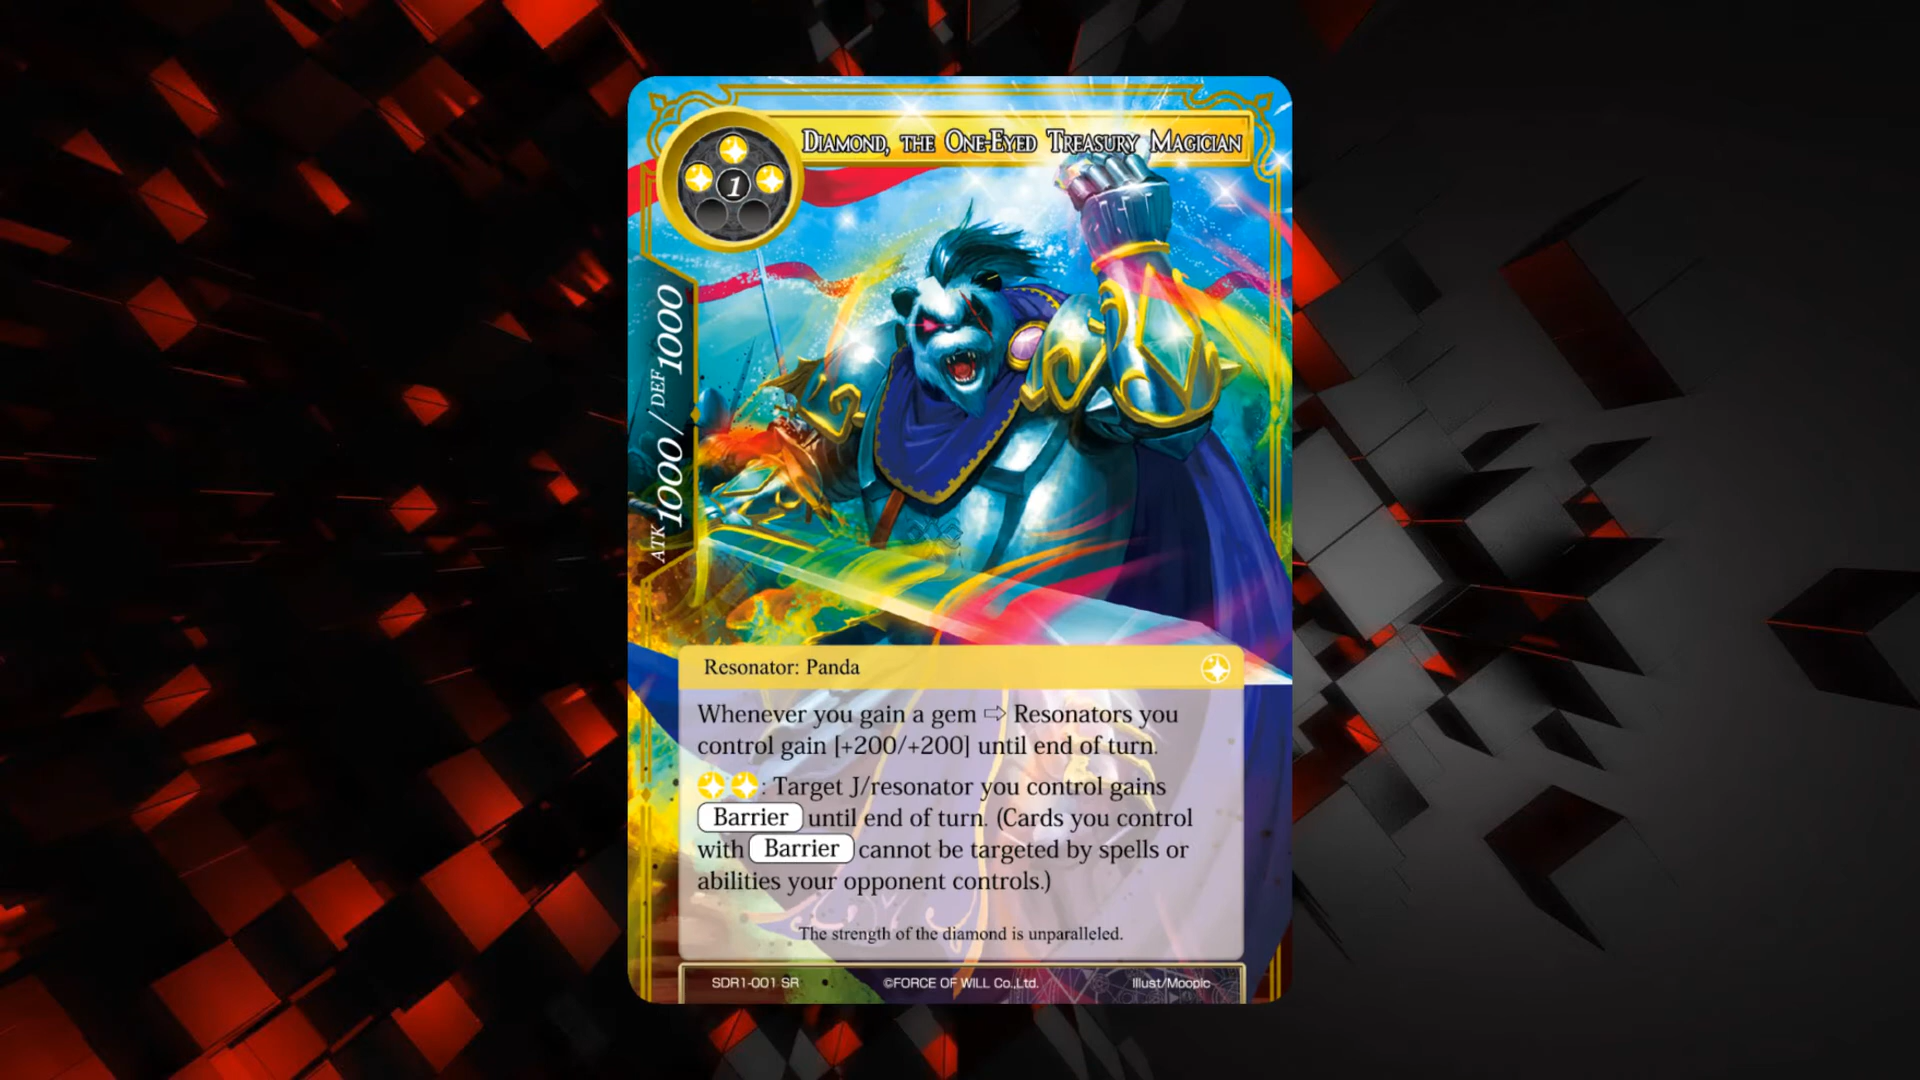 DIAMOND, THE ONE-EYED TREASURY MAGICIAN
1
ATK 1000 / DEF 1000
Resonator: Panda
Whenever you gain a gem ⇨ Resonators you
control gain [+200/+200] until end of turn.
: Target J/resonator you control gains
Barrier until end of turn. (Cards you control
with Barrier cannot be targeted by spells or
abilities your opponent controls.)
The strength of the diamond is unparalleled.
SDR1-001 SR ©FORCE OF WILL Co.,Ltd. Illust/Moopic